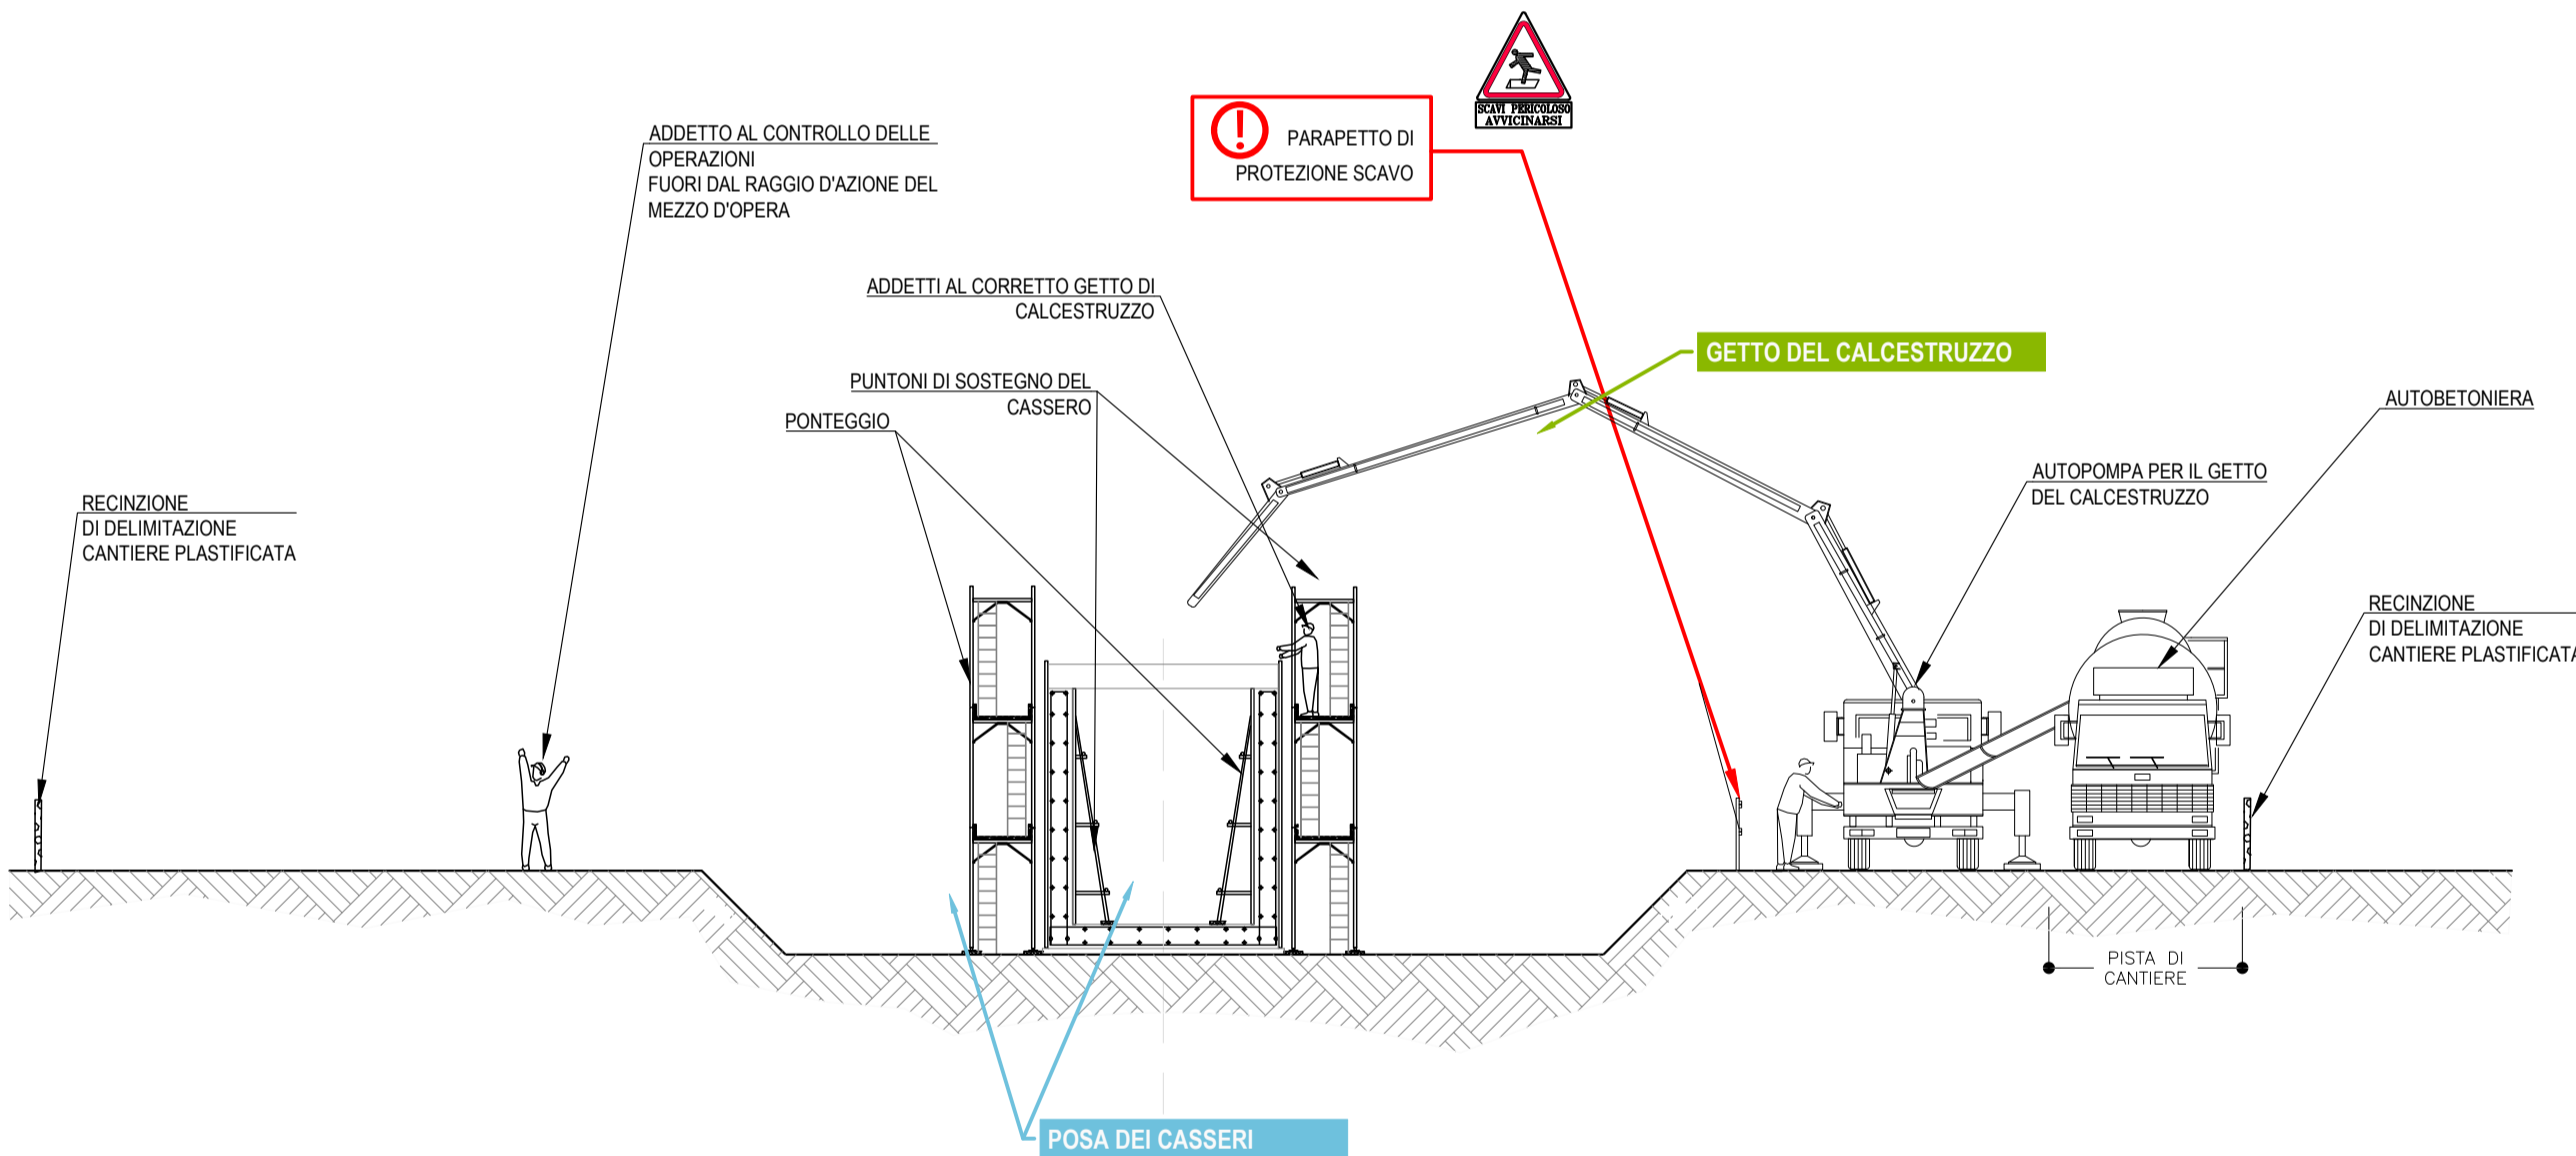 SCAVI PERICOLOSO
AVVICINARSI
PARAPETTO DI
PROTEZIONE SCAVO
ADDETTO AL CONTROLLO DELLE
OPERAZIONI
FUORI DAL RAGGIO D'AZIONE DEL
MEZZO D'OPERA
ADDETTI AL CORRETTO GETTO DI
CALCESTRUZZO
GETTO DEL CALCESTRUZZO
PUNTONI DI SOSTEGNO DEL
CASSERO
PONTEGGIO
AUTOBETONIERA
AUTOPOMPA PER IL GETTO
DEL CALCESTRUZZO
RECINZIONE
DI DELIMITAZIONE
CANTIERE PLASTIFICATA
RECINZIONE
DI DELIMITAZIONE
CANTIERE PLASTIFICATA
PISTA DI
CANTIERE
POSA DEI CASSERI